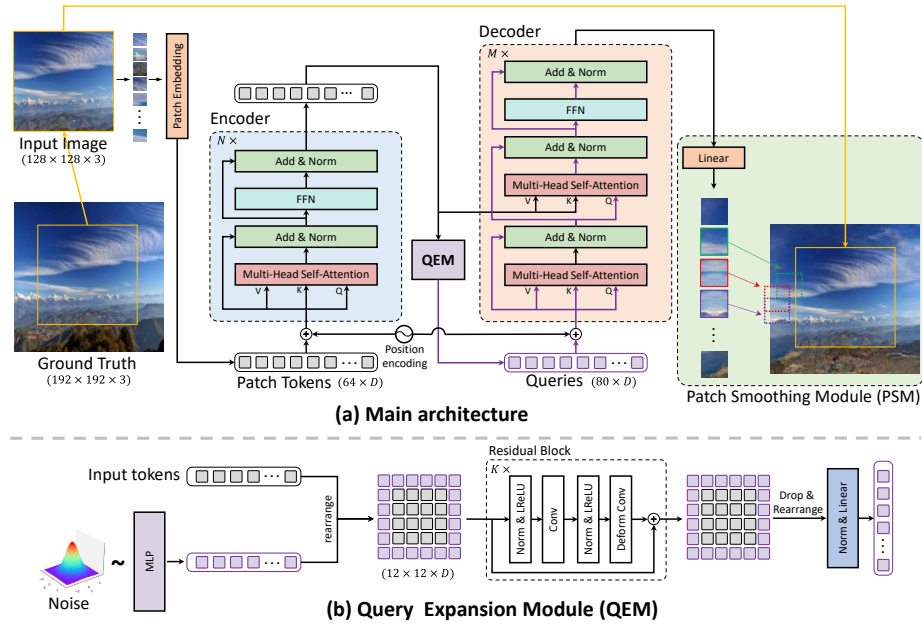 Input Image
(128 × 128 × 3)
Ground Truth
(192 × 192 × 3)
Patch Embedding
Encoder
N ×
Add & Norm
FFN
Add & Norm
Multi-Head Self-Attention
V K Q
Patch Tokens (64 × D)
Position
encoding
QEM
Decoder
M ×
Add & Norm
FFN
Add & Norm
Multi-Head Self-Attention
V K Q
Add & Norm
Multi-Head Self-Attention
V K Q
Queries (80 × D)
Linear
Patch Smoothing Module (PSM)
(a) Main architecture
Input tokens
Noise
~
MLP
rearrange
(12 × 12 × D)
Residual Block
K ×
Norm & LReLU
Conv
Norm & LReLU
Deform Conv
Drop &
Rearrange
Norm & Linear
(b) Query Expansion Module (QEM)